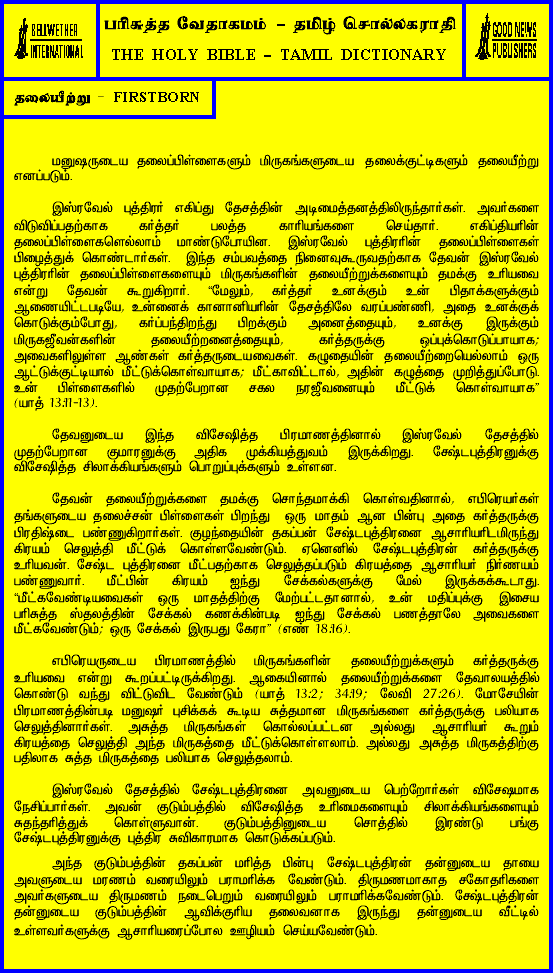 BELLWETHER
INTERNATIONAL
பரிசுத்த வேதாகமம் - தமிழ் சொல்லகராதி
THE HOLY BIBLE – TAMIL DICTIONARY
GOOD NEWS
PUBLISHERS
தலையீற்று - FIRSTBORN
மனுஷருடைய தலைப்பிள்ளைகளும் மிருகங்களுடைய தலைக்குட்டிகளும் தலையீற்று
எனப்படும்.
இஸ்ரவேல் புத்திரர் எகிப்து தேசத்தின் அடிமைத்தனத்திலிருந்தார்கள். அவர்களை
விடுவிப்பதற்காக கர்த்தர் பலத்த காரியங்களை செய்தார். எகிப்தியரின்
தலைப்பிள்ளைகளெல்லாம் மாண்டுபோயின. இஸ்ரவேல் புத்திரரின் தலைப்பிள்ளைகள்
பிழைத்துக் கொண்டார்கள். இந்த சம்பவத்தை நினைவுகூருவதற்காக தேவன் இஸ்ரவேல்
புத்திரரின் தலைப்பிள்ளைகளையும் மிருகங்களின் தலையீற்றுக்களையும் தமக்கு உரியவை
என்று தேவன் கூறுகிறார். “மேலும், கர்த்தர் உனக்கும் உன் பிதாக்களுக்கும்
ஆணையிட்டபடியே, உன்னைக் கானானியரின் தேசத்திலே வரப்பண்ணி, அதை உனக்குக்
கொடுக்கும்போது, கர்ப்பந்திறந்து பிறக்கும் அனைத்தையும், உனக்கு இருக்கும்
மிருகஜீவன்களின் தலையீற்றனைத்தையும், கர்த்தருக்கு ஒப்புக்கொடுப்பாயாக;
அவைகளிலுள்ள ஆண்கள் கர்த்தருடையவைகள். கழுதையின் தலையீற்றையெல்லாம் ஒரு
ஆட்டுக்குட்டியால் மீட்டுக்கொள்வாயாக; மீட்காவிட்டால், அதின் கழுத்தை முறித்துப்போடு.
உன் பிள்ளைகளில் முதற்பேறான சகல நரஜீவனையும் மீட்டுக் கொள்வாயாக”
(யாத் 13:11-13).
தேவனுடைய இந்த விசேஷித்த பிரமாணத்தினால் இஸ்ரவேல் தேசத்தில்
முதற்பேறான குமாரனுக்கு அதிக முக்கியத்துவம் இருக்கிறது. சேஷ்டபுத்திரனுக்கு
விசேஷித்த சிலாக்கியங்களும் பொறுப்புக்களும் உள்ளன.
தேவன் தலையீற்றுக்களை தமக்கு சொந்தமாக்கி கொள்வதினால், எபிரெயர்கள்
தங்களுடைய தலைச்சன் பிள்ளைகள் பிறந்து ஒரு மாதம் ஆன பின்பு அதை கர்த்தருக்கு
பிரதிஷ்டை பண்ணுகிறார்கள். குழந்தையின் தகப்பன் சேஷ்டபுத்திரனை ஆசாரியரிடமிருந்து
கிரயம் செலுத்தி மீட்டுக் கொள்ளவேண்டும். ஏனெனில் சேஷ்டபுத்திரன் கர்த்தருக்கு
உரியவன். சேஷ்ட புத்திரனை மீட்பதற்காக செலுத்தப்படும் கிரயத்தை ஆசாரியர் நிர்ணயம்
பண்ணுவார். மீட்பின் கிரயம் ஐந்து சேக்கல்களுக்கு மேல் இருக்கக்கூடாது.
“மீட்கவேண்டியவைகள் ஒரு மாதத்திற்கு மேற்பட்டதானால், உன் மதிப்புக்கு இசைய
பரிசுத்த ஸ்தலத்தின் சேக்கல் கணக்கின்படி ஐந்து சேக்கல் பணத்தாலே அவைகளை
மீட்கவேண்டும்; ஒரு சேக்கல் இருபது கேரா” (எண் 18:16).
எபிரெயருடைய பிரமாணத்தில் மிருகங்களின் தலையீற்றுக்களும் கர்த்தருக்கு
உரியவை என்று கூறப்பட்டிருக்கிறது. ஆகையினால் தலையீற்றுக்களை தேவாலயத்தில்
கொண்டு வந்து விட்டுவிட வேண்டும் (யாத் 13:2; 34:19; லேவி 27:26). மோசேயின்
பிரமாணத்தின்படி மனுஷர் புசிக்கக் கூடிய சுத்தமான மிருகங்களை கர்த்தருக்கு பலியாக
செலுத்தினார்கள். அசுத்த மிருகங்கள் கொல்லப்பட்டன அல்லது ஆசாரியர் கூறும்
கிரயத்தை செலுத்தி அந்த மிருகத்தை மீட்டுக்கொள்ளலாம். அல்லது அசுத்த மிருகத்திற்கு
பதிலாக சுத்த மிருகத்தை பலியாக செலுத்தலாம்.
இஸ்ரவேல் தேசத்தில் சேஷ்டபுத்திரனை அவனுடைய பெற்றோர்கள் விசேஷமாக
நேசிப்பார்கள். அவன் குடும்பத்தில் விசேஷித்த உரிமைகளையும் சிலாக்கியங்களையும்
சுதந்தரித்துக் கொள்ளுவான். குடும்பத்தினுடைய சொத்தில் இரண்டு பங்கு
சேஷ்டபுத்திரனுக்கு புத்திர சுவிகாரமாக கொடுக்கப்படும்.
அந்த குடும்பத்தின் தகப்பன் மரித்த பின்பு சேஷ்டபுத்திரன் தன்னுடைய தாயை
அவளுடைய மரணம் வரையிலும் பராமரிக்க வேண்டும். திருமணமாகாத சகோதரிகளை
அவர்களுடைய திருமணம் நடைபெறும் வரையிலும் பராமரிக்கவேண்டும். சேஷ்டபுத்திரன்
தன்னுடைய குடும்பத்தின் ஆவிக்குரிய தலைவனாக இருந்து தன்னுடைய வீட்டில்
உள்ளவர்களுக்கு ஆசாரியரைப்போல ஊழியம் செய்யவேண்டும்.